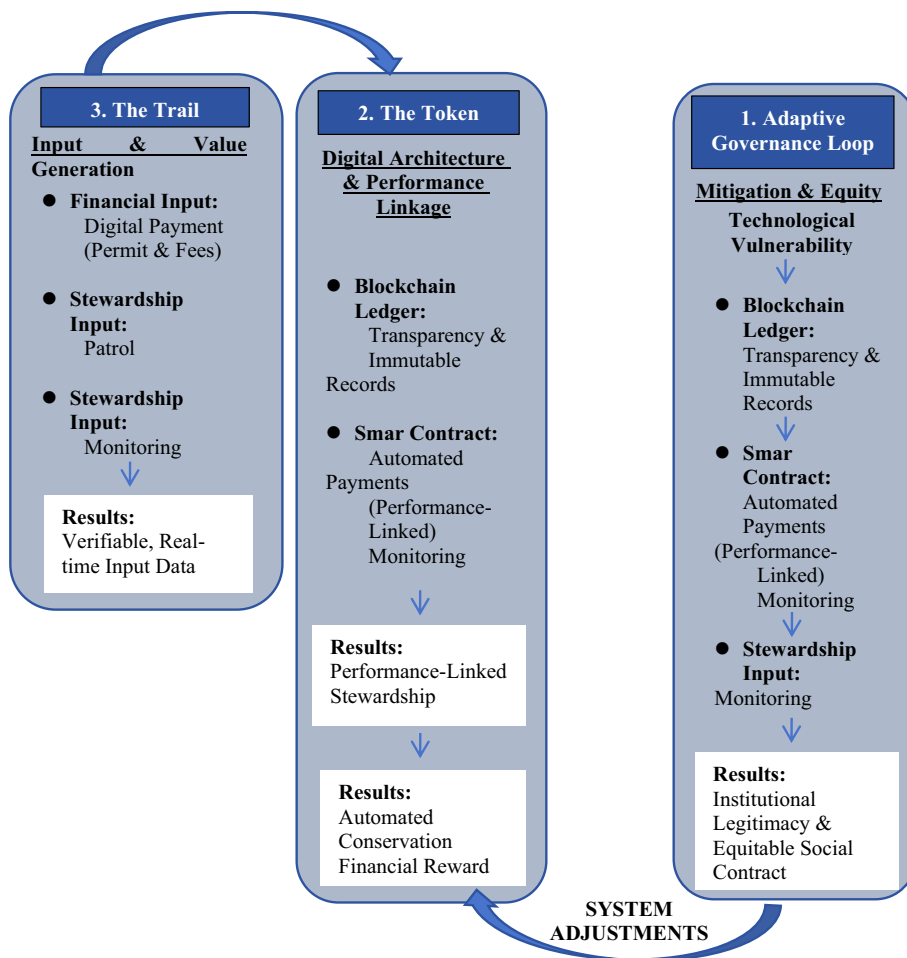 3. The Trail
Input & Value
Generation
● Financial Input:
Digital Payment
(Permit & Fees)
● Stewardship
Input:
Patrol
● Stewardship
Input:
Monitoring
Results:
Verifiable, Real-
time Input Data
2. The Token
Digital Architecture
& Performance
Linkage
● Blockchain
Ledger:
Transparency &
Immutable
Records
● Smar Contract:
Automated
Payments
(Performance-
Linked)
Monitoring
Results:
Performance-Linked
Stewardship
Results:
Automated
Conservation
Financial Reward
1. Adaptive
Governance Loop
Mitigation & Equity
Technological
Vulnerability
● Blockchain
Ledger:
Transparency &
Immutable
Records
● Smar
Contract:
Automated
Payments
(Performance-
Linked)
Monitoring
● Stewardship
Input:
Monitoring
Results:
Institutional
Legitimacy &
Equitable Social
Contract
SYSTEM
ADJUSTMENTS